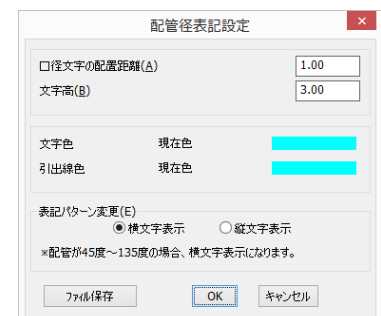 配管径表記設定
口径文字の配置距離(A) 1.00
文字高(B) 3.00
文字色 現在色
引出線色 現在色
表記パターン変更(E)
横文字表示 縦文字表示
※配管が45度～135度の場合、横文字表示になります。
ファイル保存 OK キャンセル